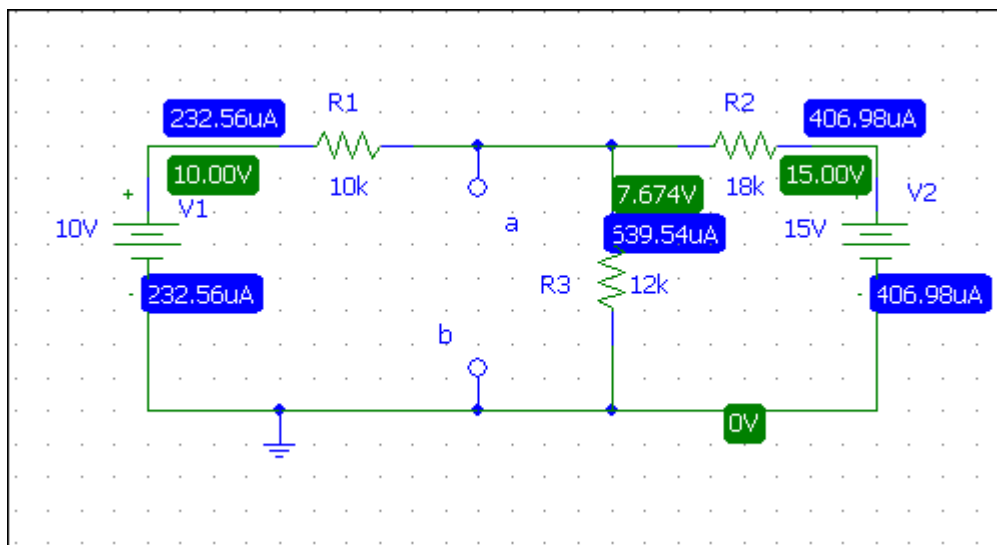 R1
R2
232.56uA
406.98uA
10.00V
10k
7.674V
18k
15.00V
+
V1
V2
10V
a
639.54uA
15V
R3
12k
-
232.56uA
-
406.98uA
b
0V